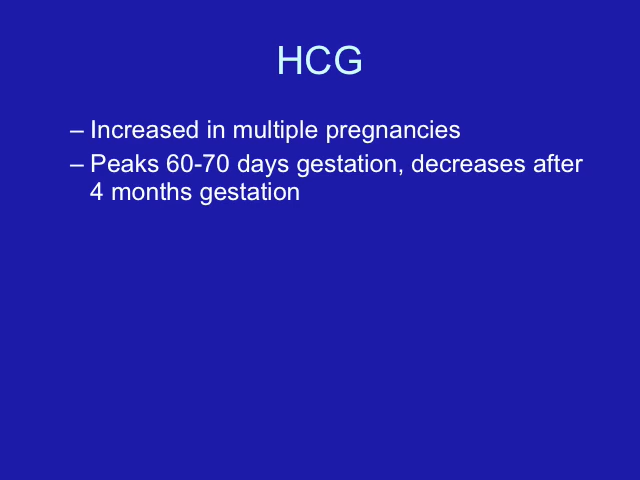 HCG
– Increased in multiple pregnancies
– Peaks 60-70 days gestation, decreases after
4 months gestation